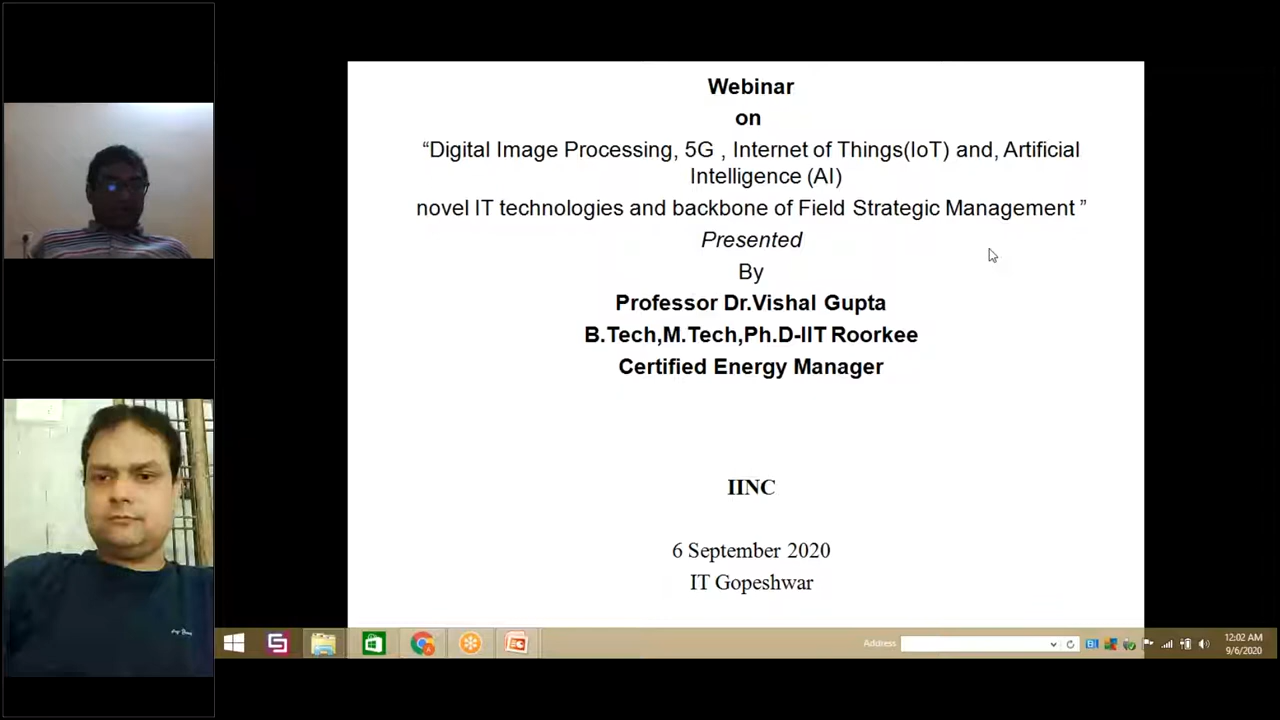 Webinar
on
“Digital Image Processing, 5G , Internet of Things(IoT) and, Artificial
Intelligence (AI)
novel IT technologies and backbone of Field Strategic Management ”
Presented
By
Professor Dr.Vishal Gupta
B.Tech,M.Tech,Ph.D-IIT Roorkee
Certified Energy Manager
IINC
6 September 2020
IT Gopeshwar
Address
12:02 AM
9/6/2020